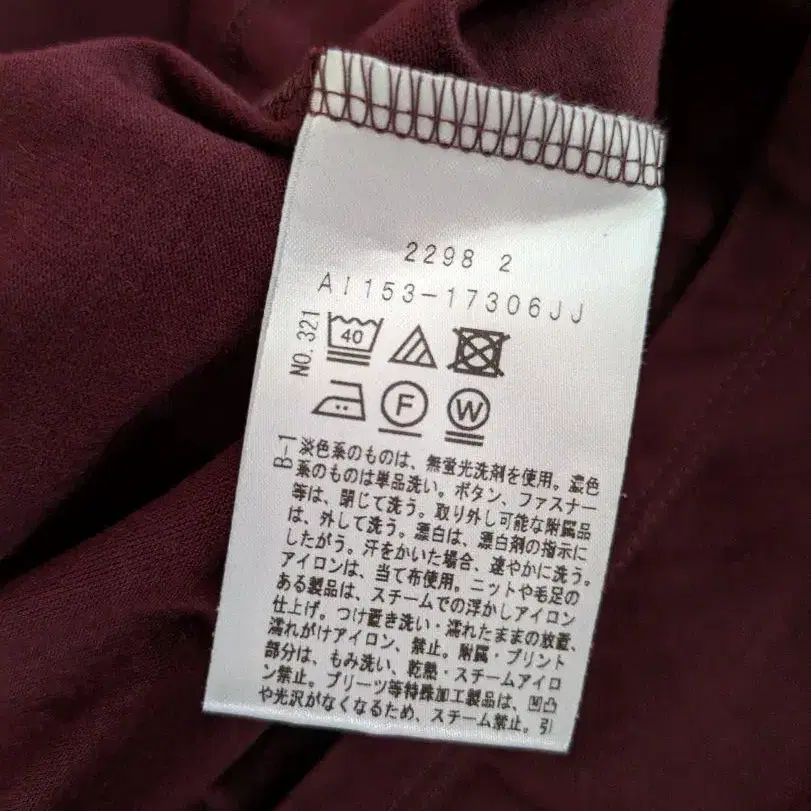 2298 2
AI153-17306JJ
NO. 321
40
F
W
B-1
淡色系のものは、無蛍光洗剤を使用。濃色
系のものは単品洗い。ボタン、ファスナー
等は、閉じて洗う。取り外し可能な附属品
は、外して洗う。漂白は、漂白剤の指示に
したがう。汗をかいた場合、速やかに洗う。
アイロンは、当て布使用。ニットや毛足の
ある製品は、スチームでの浮かしアイロン
仕上げ。つけ置き洗い・濡れたままの放置、
濡れがけアイロン、禁止。附属・プリント
部分は、もみ洗い、乾熱・スチームアイロ
ン禁止。プリーツ等特殊加工製品は、凹凸
や光沢がなくなるため、スチーム禁止。引